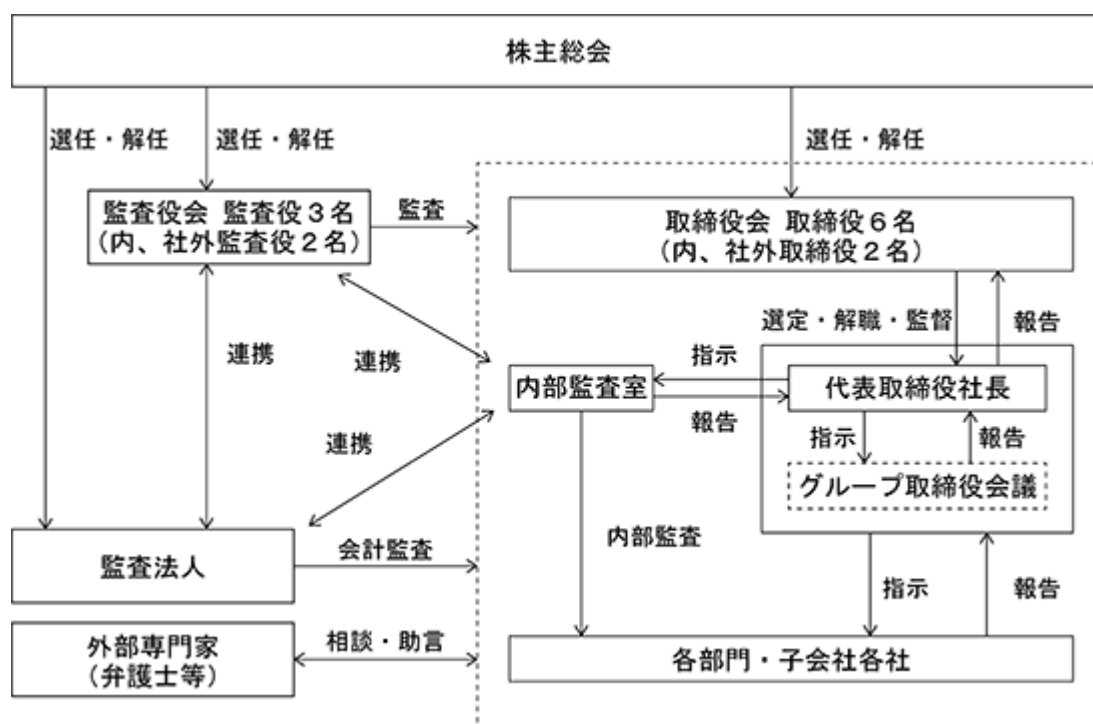 株主総会
選任・解任
選任・解任
選任・解任
監査役会 監査役3名
(内、社外監査役2名)
監査
取締役会 取締役6名
(内、社外取締役2名)
選定・解職・監督
報告
連携
連携
指示
内部監査室
代表取締役社長
報告
指示
報告
連携
グループ取締役会議
内部監査
会計監査
監査法人
指示
報告
外部専門家
(弁護士等)
相談・助言
各部門・子会社各社